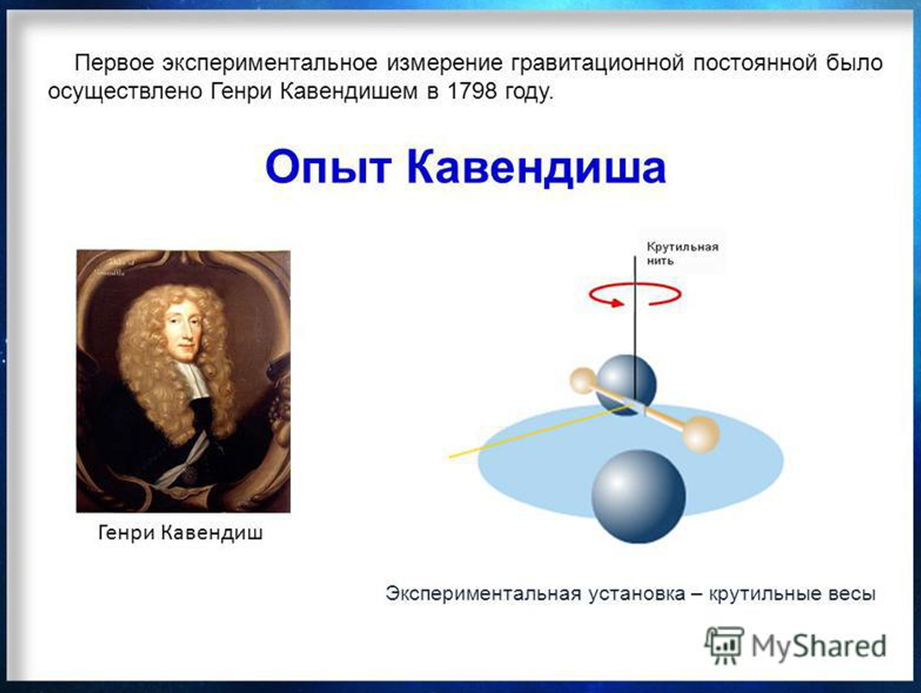 Первое экспериментальное измерение гравитационной постоянной было
осуществлено Генри Кавендишем в 1798 году.
Опыт Кавендиша
Крутильная
нить
Генри Кавендиш
Экспериментальная установка – крутильные весы
MyShared